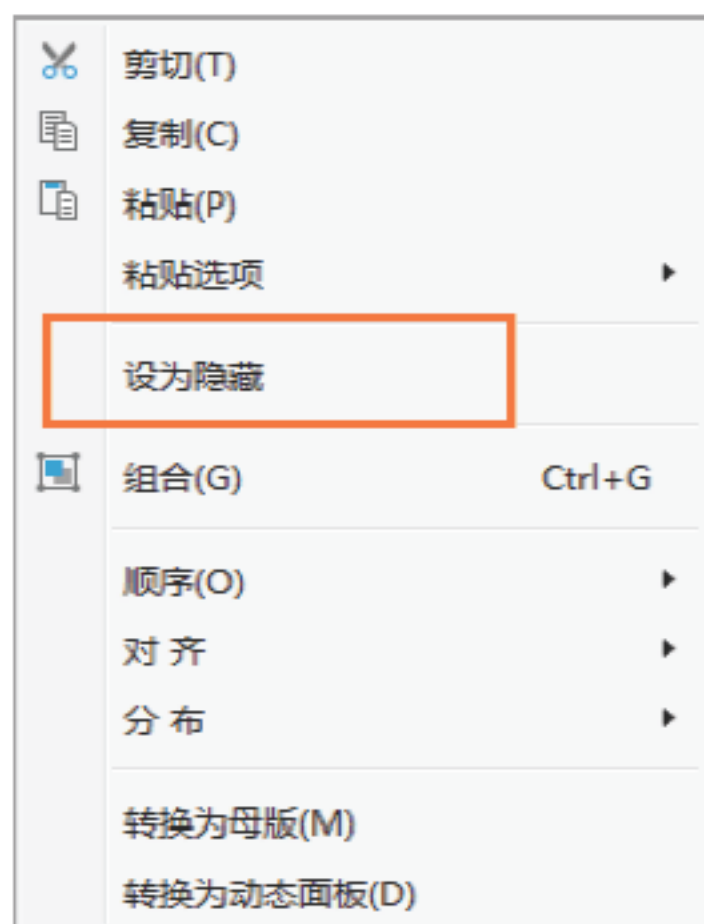 剪切(T)
复制(C)
粘贴(P)
粘贴选项
设为隐藏
组合(G) Ctrl+G
顺序(O)
对 齐
分 布
转换为母版(M)
转换为动态面板(D)